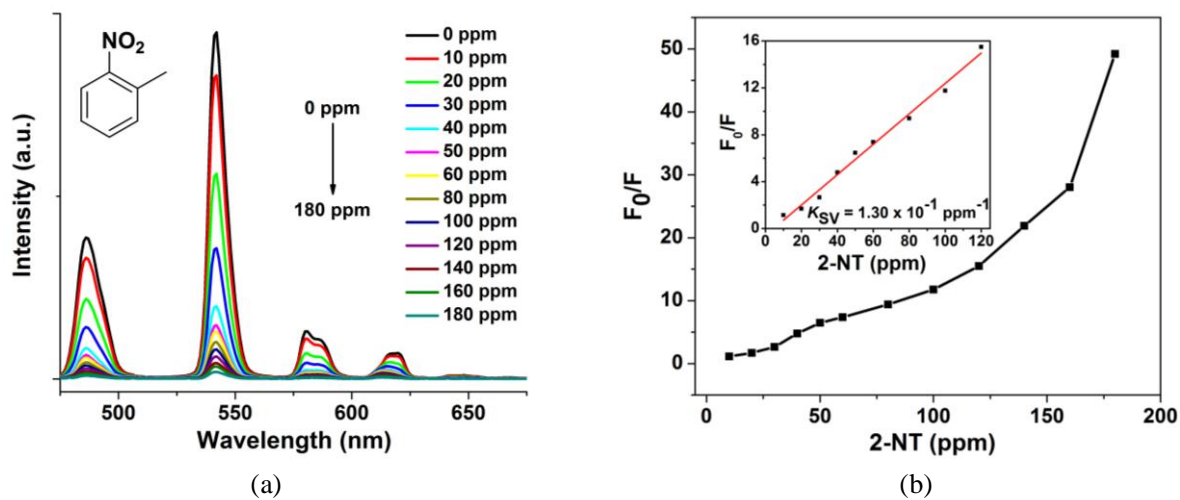 NO₂
0 ppm
10 ppm
20 ppm
30 ppm
40 ppm
50 ppm
60 ppm
80 ppm
100 ppm
120 ppm
140 ppm
160 ppm
180 ppm
0 ppm
180 ppm
Intensity (a.u.)
500 550 600 650
Wavelength (nm)
(a)
F₀/F
50
40
30
20
10
0
0 50 100 150 200
2-NT (ppm)
F₀/F
16
12
8
4
0
0 20 40 60 80 100 120
2-NT (ppm)
K_SV = 1.30 x 10⁻¹ ppm⁻¹
(b)